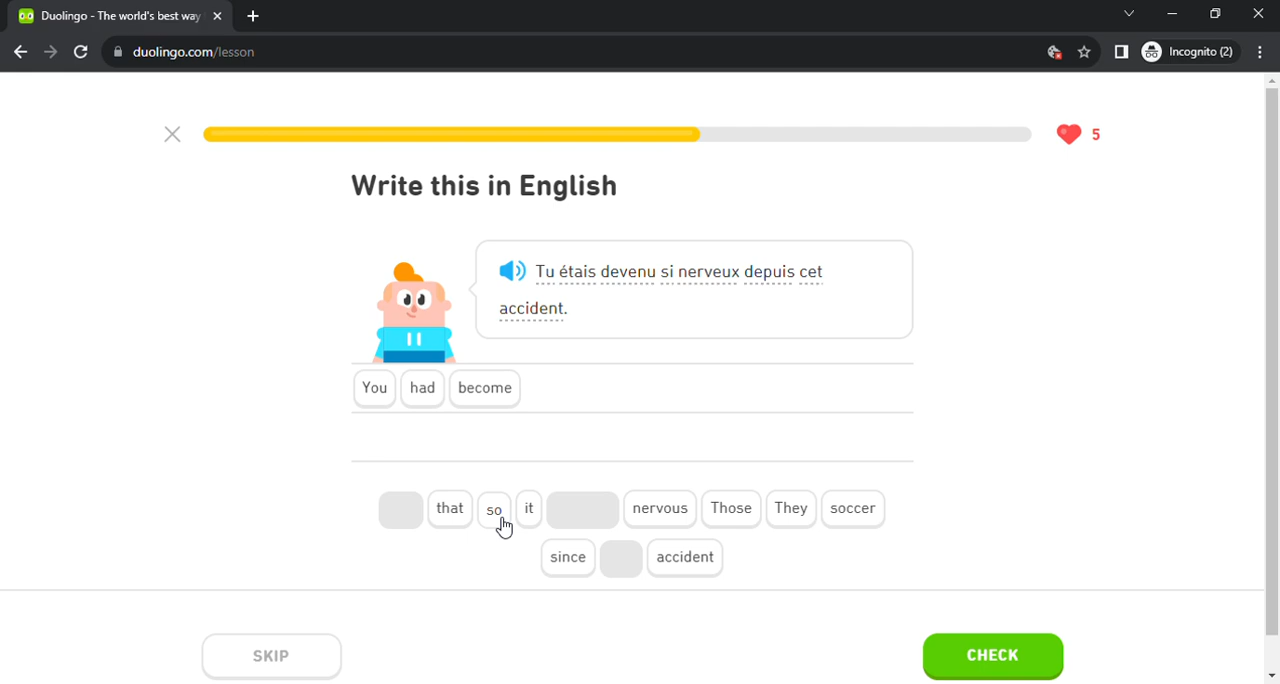 Duolingo - The world's best way
duolingo.com/lesson
Incognito (2)
5
Write this in English
Tu étais devenu si nerveux depuis cet
accident.
You had become
that so it nervous Those They soccer
since accident
SKIP
CHECK